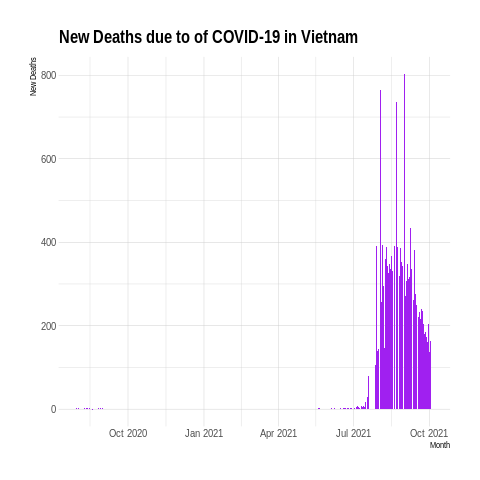 New Deaths due to of COVID-19 in Vietnam
New Deaths
800
600
400
200
0
Oct 2020 Jan 2021 Apr 2021 Jul 2021 Oct 2021
Month